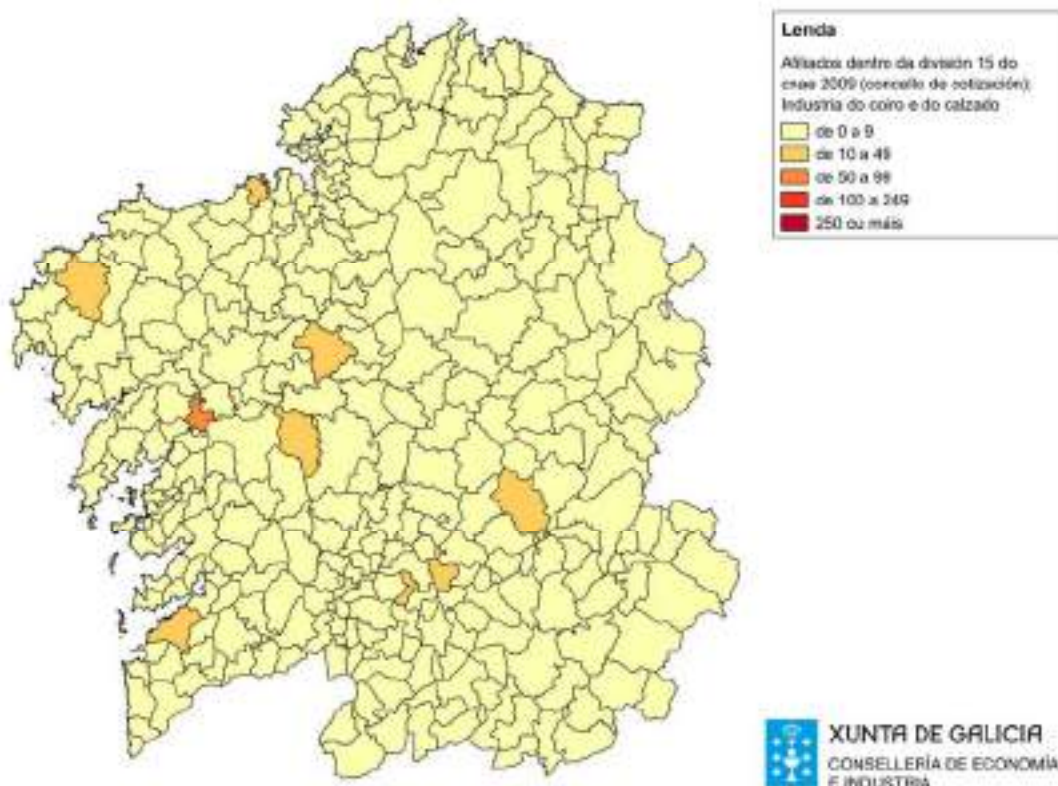 Lenda
Afiliados dentro da división 15 do
cnae 2009 (concello de cotización):
Industria do coiro e do calzado
de 0 a 9
de 10 a 49
de 50 a 99
de 100 a 249
250 ou máis
XUNTA DE GALICIA
CONSELLERÍA DE ECONOMÍA
E INDUSTRIA